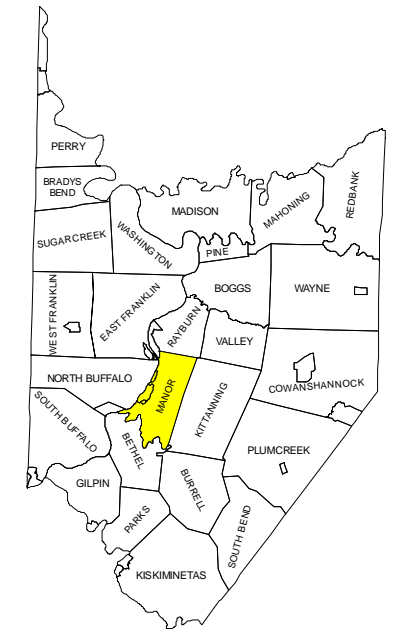 PERRY
BRADYS
BEND
MADISON
MAHONING
REDBANK
SUGARCREEK
WASHINGTON
PINE
WEST FRANKLIN
EAST FRANKLIN
BOGGS
WAYNE
RAYBURN
VALLEY
NORTH BUFFALO
MANOR
KITTANNING
COWANSHANNOCK
SOUTH BUFFALO
BETHEL
PLUMCREEK
GILPIN
BURRELL
PARKS
SOUTH BEND
KISKIMINETAS